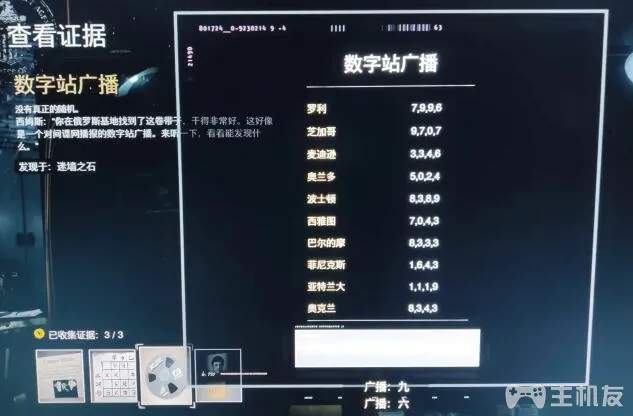 801724__0-9230214 9 -4
63
21490
查看证据
数字站广播
没有真正的随机。
西姆斯："你在俄罗斯基地找到了这卷带子，干得非常好。这好像
是一个对间谍网播报的数字站广播。来听一下，看看能发现什
么。"
发现于：迷墙之石
数字站广播
罗利 7,9,9,6
芝加哥 9,7,0,7
麦迪逊 3,3,4,6
奥兰多 5,0,2,4
波士顿 8,3,8,9
西雅图 7,0,4,3
巴尔的摩 8,3,3,3
菲尼克斯 1,6,4,3
亚特兰大 1,1,1,9
奥克兰 8,3,4,3
已收集证据：3 / 3
广播：九
广播：六
主机友